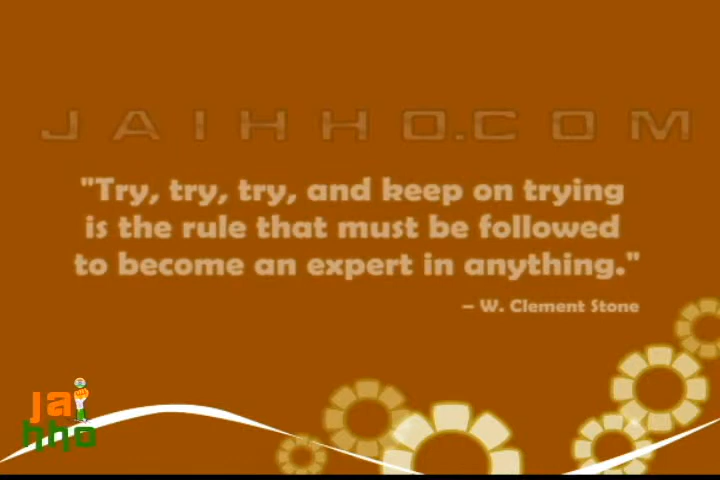 JAIHHO.COM
"Try, try, try, and keep on trying
is the rule that must be followed
to become an expert in anything."
– W. Clement Stone
jai
hho